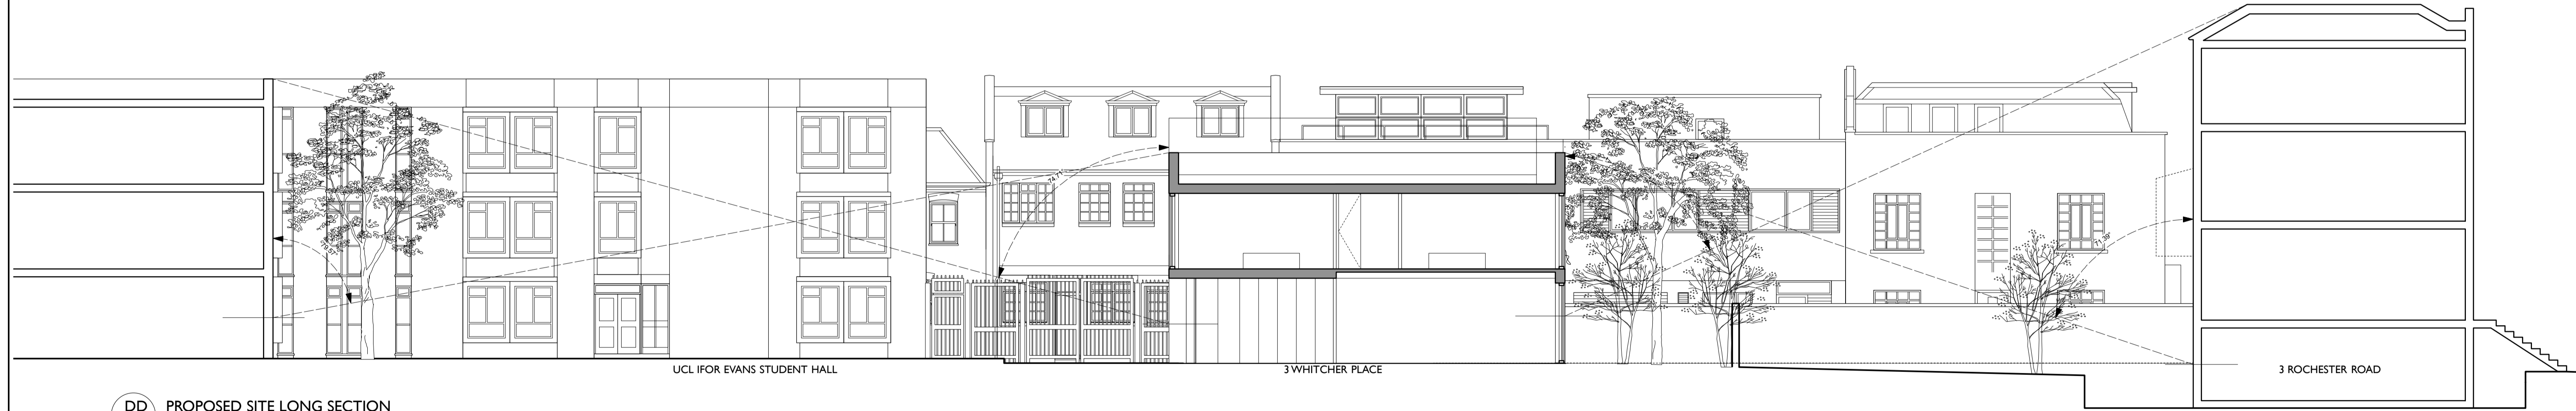 UCL IFOR EVANS STUDENT HALL
3 WHITCHER PLACE
3 ROCHESTER ROAD
DD PROPOSED SITE LONG SECTION